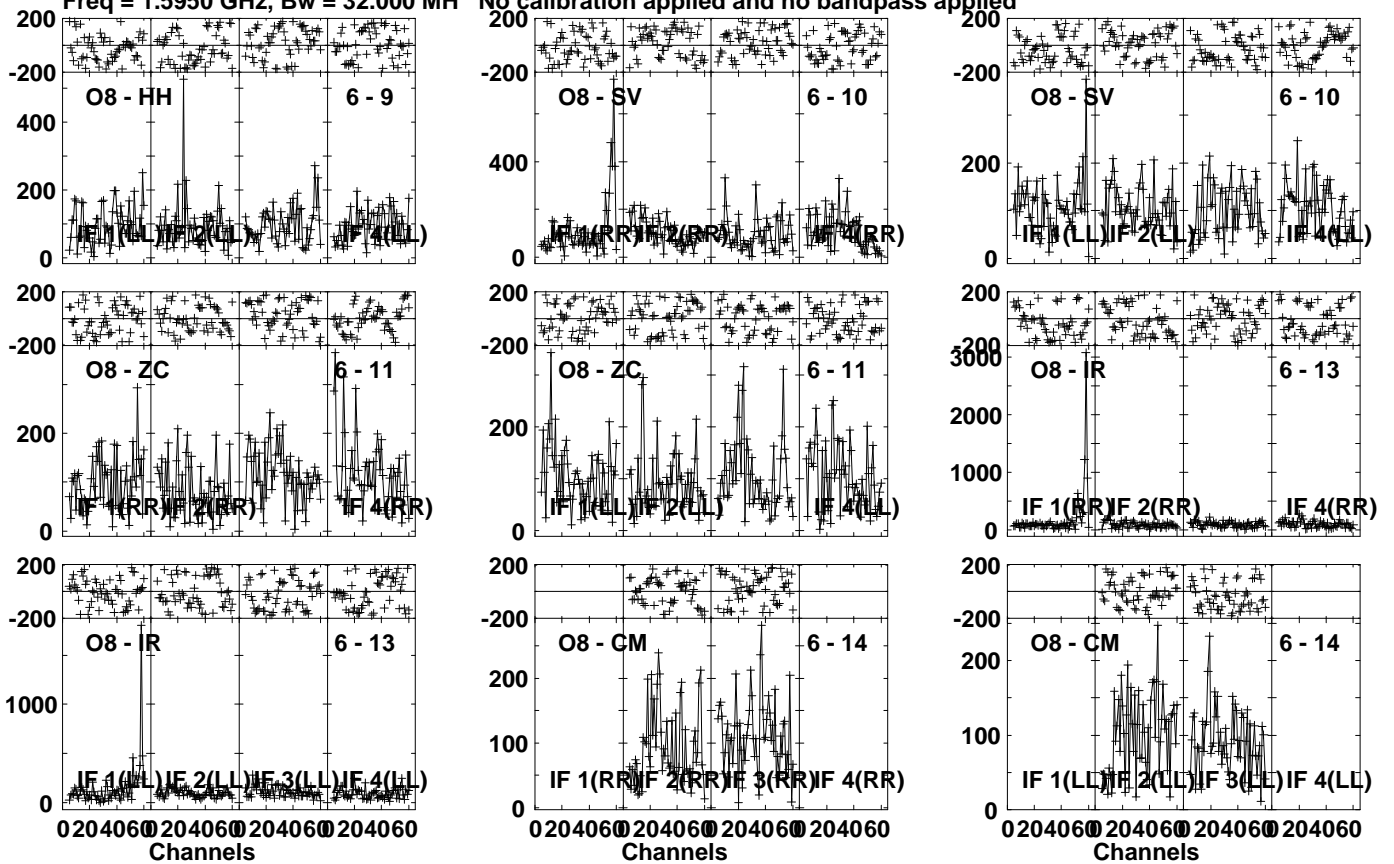 Freq = 1.5950 GHz, Bw = 32.000 MH No calibration applied and no bandpass applied
200 200 200
-200 -200 -200
O8 - HH 6 - 9 O8 - SV 6 - 10 O8 - SV 6 - 10
400 400 200
200
0 0 0
IF 1(LL) IF 2(LL) IF 4(LL) IF 1(RR) IF 2(RR) IF 4(RR) IF 1(LL) IF 2(LL) IF 4(LL)
200 200 200
-200 -200 -200
O8 - ZC 6 - 11 O8 - ZC 6 - 11 O8 - IR 6 - 13
3000
2000
200 200 1000
0 0 0
IF 1(RR) IF 2(RR) IF 4(RR) IF 1(LL) IF 2(LL) IF 4(LL) IF 1(RR) IF 2(RR) IF 4(RR)
200 200 200
-200 -200 -200
O8 - IR 6 - 13 O8 - CM 6 - 14 O8 - CM 6 - 14
1000 200 200
100 100
0 0 0
IF 1(LL) IF 2(LL) IF 3(LL) IF 4(LL) IF 1(RR) IF 2(RR) IF 3(RR) IF 4(RR) IF 1(LL) IF 2(LL) IF 3(LL) IF 4(LL)
0 20 40 60 0 20 40 60 0 20 40 60 0 20 40 60 0 20 40 60 0 20 40 60 0 20 40 60 0 20 40 60 0 20 40 60 0 20 40 60 0 20 40 60 0 20 40 60
Channels Channels Channels